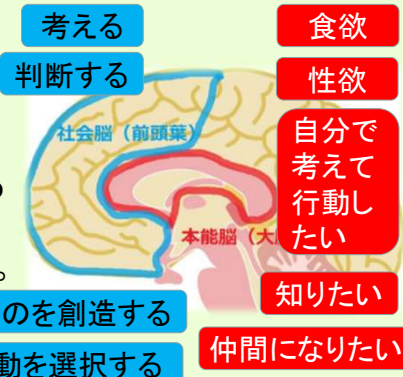 考える
食欲
判断する
性欲
社会脳（前頭葉）
自分で
考えて
行動し
たい
本能脳（大
知りたい
。
のを創造する
動を選択する
仲間になりたい